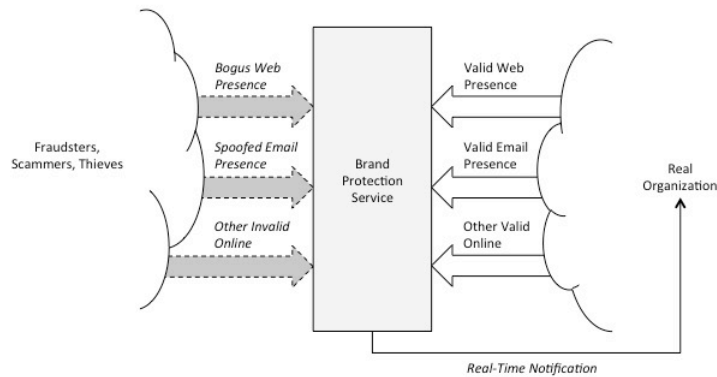 Bogus Web
Presence
Valid Web
Presence
Fraudsters,
Scammers, Thieves
Spoofed Email
Presence
Brand
Protection
Service
Valid Email
Presence
Real
Organization
Other Invalid
Online
Other Valid
Online
Real-Time Notification